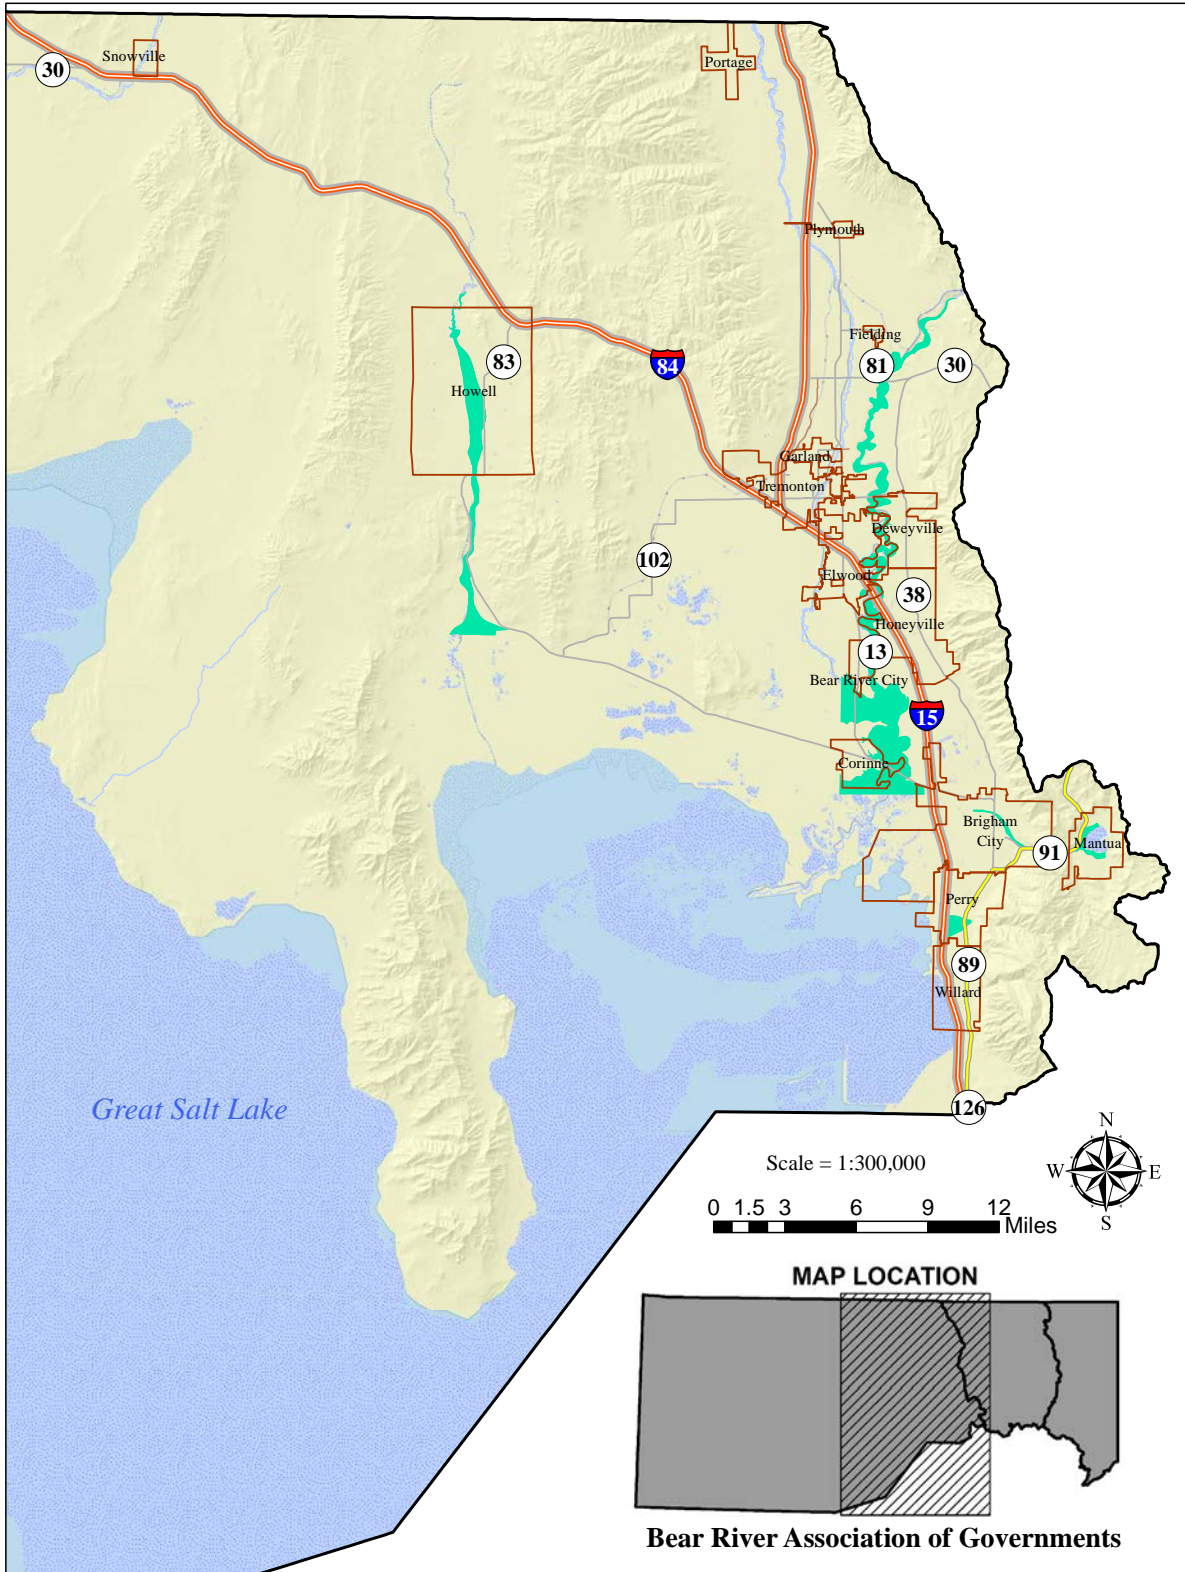 Snowville
30
Portage
Plymouth
Fielding
83
84
81
30
Howell
Garland
Tremonton
Deweyville
102
Elwood
38
Honeyville
13
Bear River City
15
Corinne
Brigham
City
91
Mantua
Perry
89
Willard
Great Salt Lake
126
N
Scale = 1:300,000
W
E
S
0 1.5 3 6 9 12
Miles
MAP LOCATION
Bear River Association of Governments